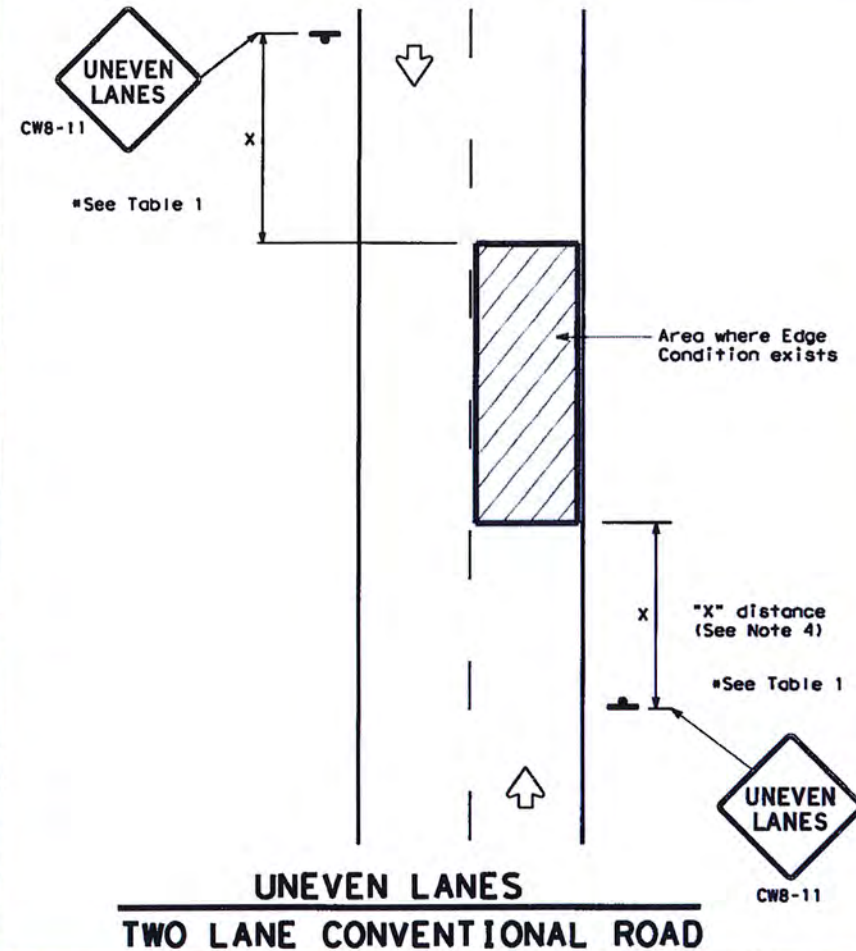 UNEVEN
LANES
CW8-11
X
*See Table 1
Area where Edge
Condition exists
X
"X" distance
(See Note 4)
*See Table 1
UNEVEN
LANES
CW8-11
UNEVEN LANES
TWO LANE CONVENTIONAL ROAD